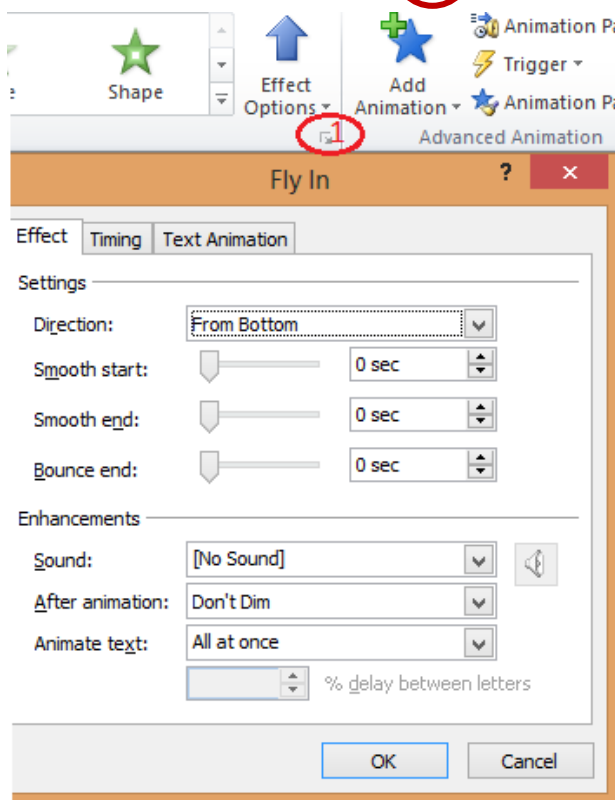 Animation Pa
Trigger
Shape
Effect Options
Add Animation
Animation Pa
1
Advanced Animation
Fly In
?
Effect Timing Text Animation
Settings
Direction: From Bottom
Smooth start: 0 sec
Smooth end: 0 sec
Bounce end: 0 sec
Enhancements
Sound: [No Sound]
After animation: Don't Dim
Animate text: All at once
% delay between letters
OK Cancel